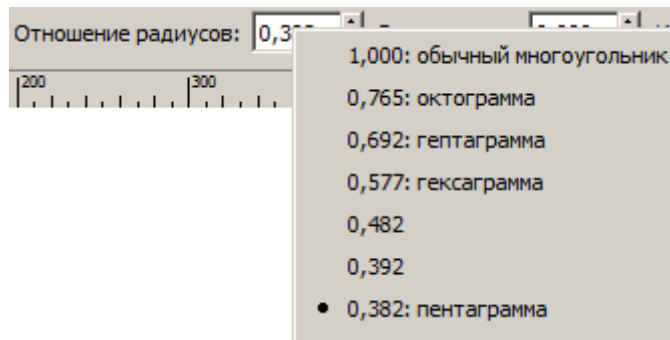 Отношение радиусов:
200 300
1,000: обычный многоугольник
0,765: октограмма
0,692: гептаграмма
0,577: гексаграмма
0,482
0,392
0,382: пентаграмма